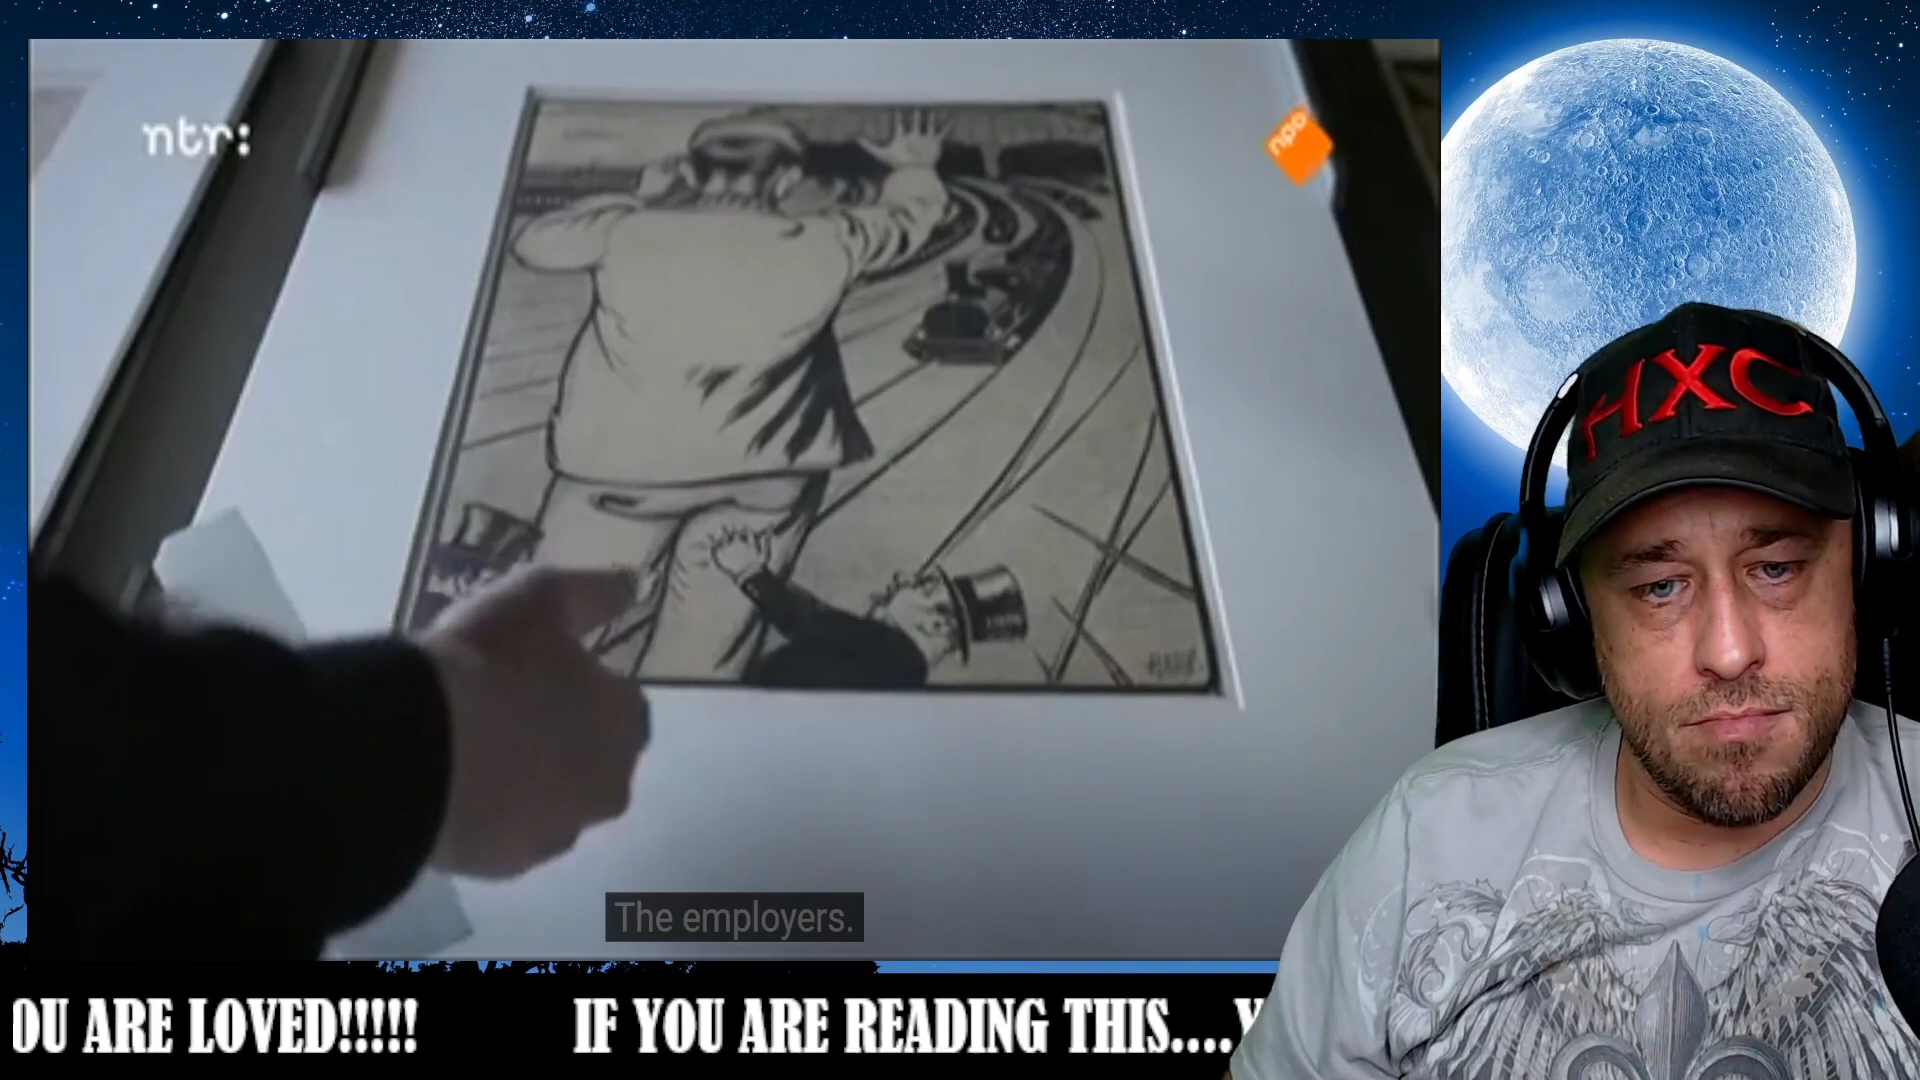 ntr:
npo
HXC
The employers.
OU ARE LOVED!!!!!
IF YOU ARE READING THIS....Y